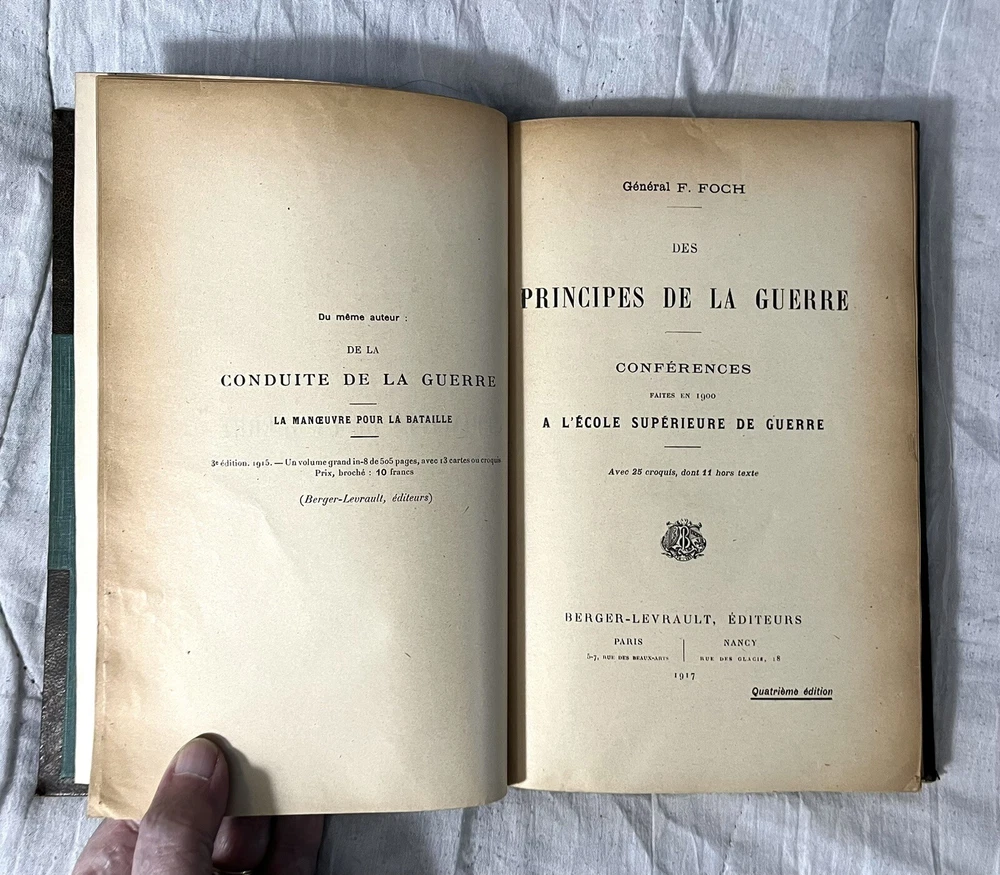 Du même auteur :
DE LA
CONDUITE DE LA GUERRE
LA MANŒUVRE POUR LA BATAILLE
3e édition. 1915. — Un volume grand in-8 de 505 pages, avec 13 cartes ou croquis
Prix, broché : 10 francs
(Berger-Levrault, éditeurs)
Général F. FOCH
DES
PRINCIPES DE LA GUERRE
CONFÉRENCES
FAITES EN 1900
A L'ÉCOLE SUPÉRIEURE DE GUERRE
Avec 25 croquis, dont 11 hors texte
BERGER-LEVRAULT, ÉDITEURS
PARIS
5-7, RUE DES BEAUX-ARTS
NANCY
RUE DES GLACIS, 18
1917
Quatrième édition